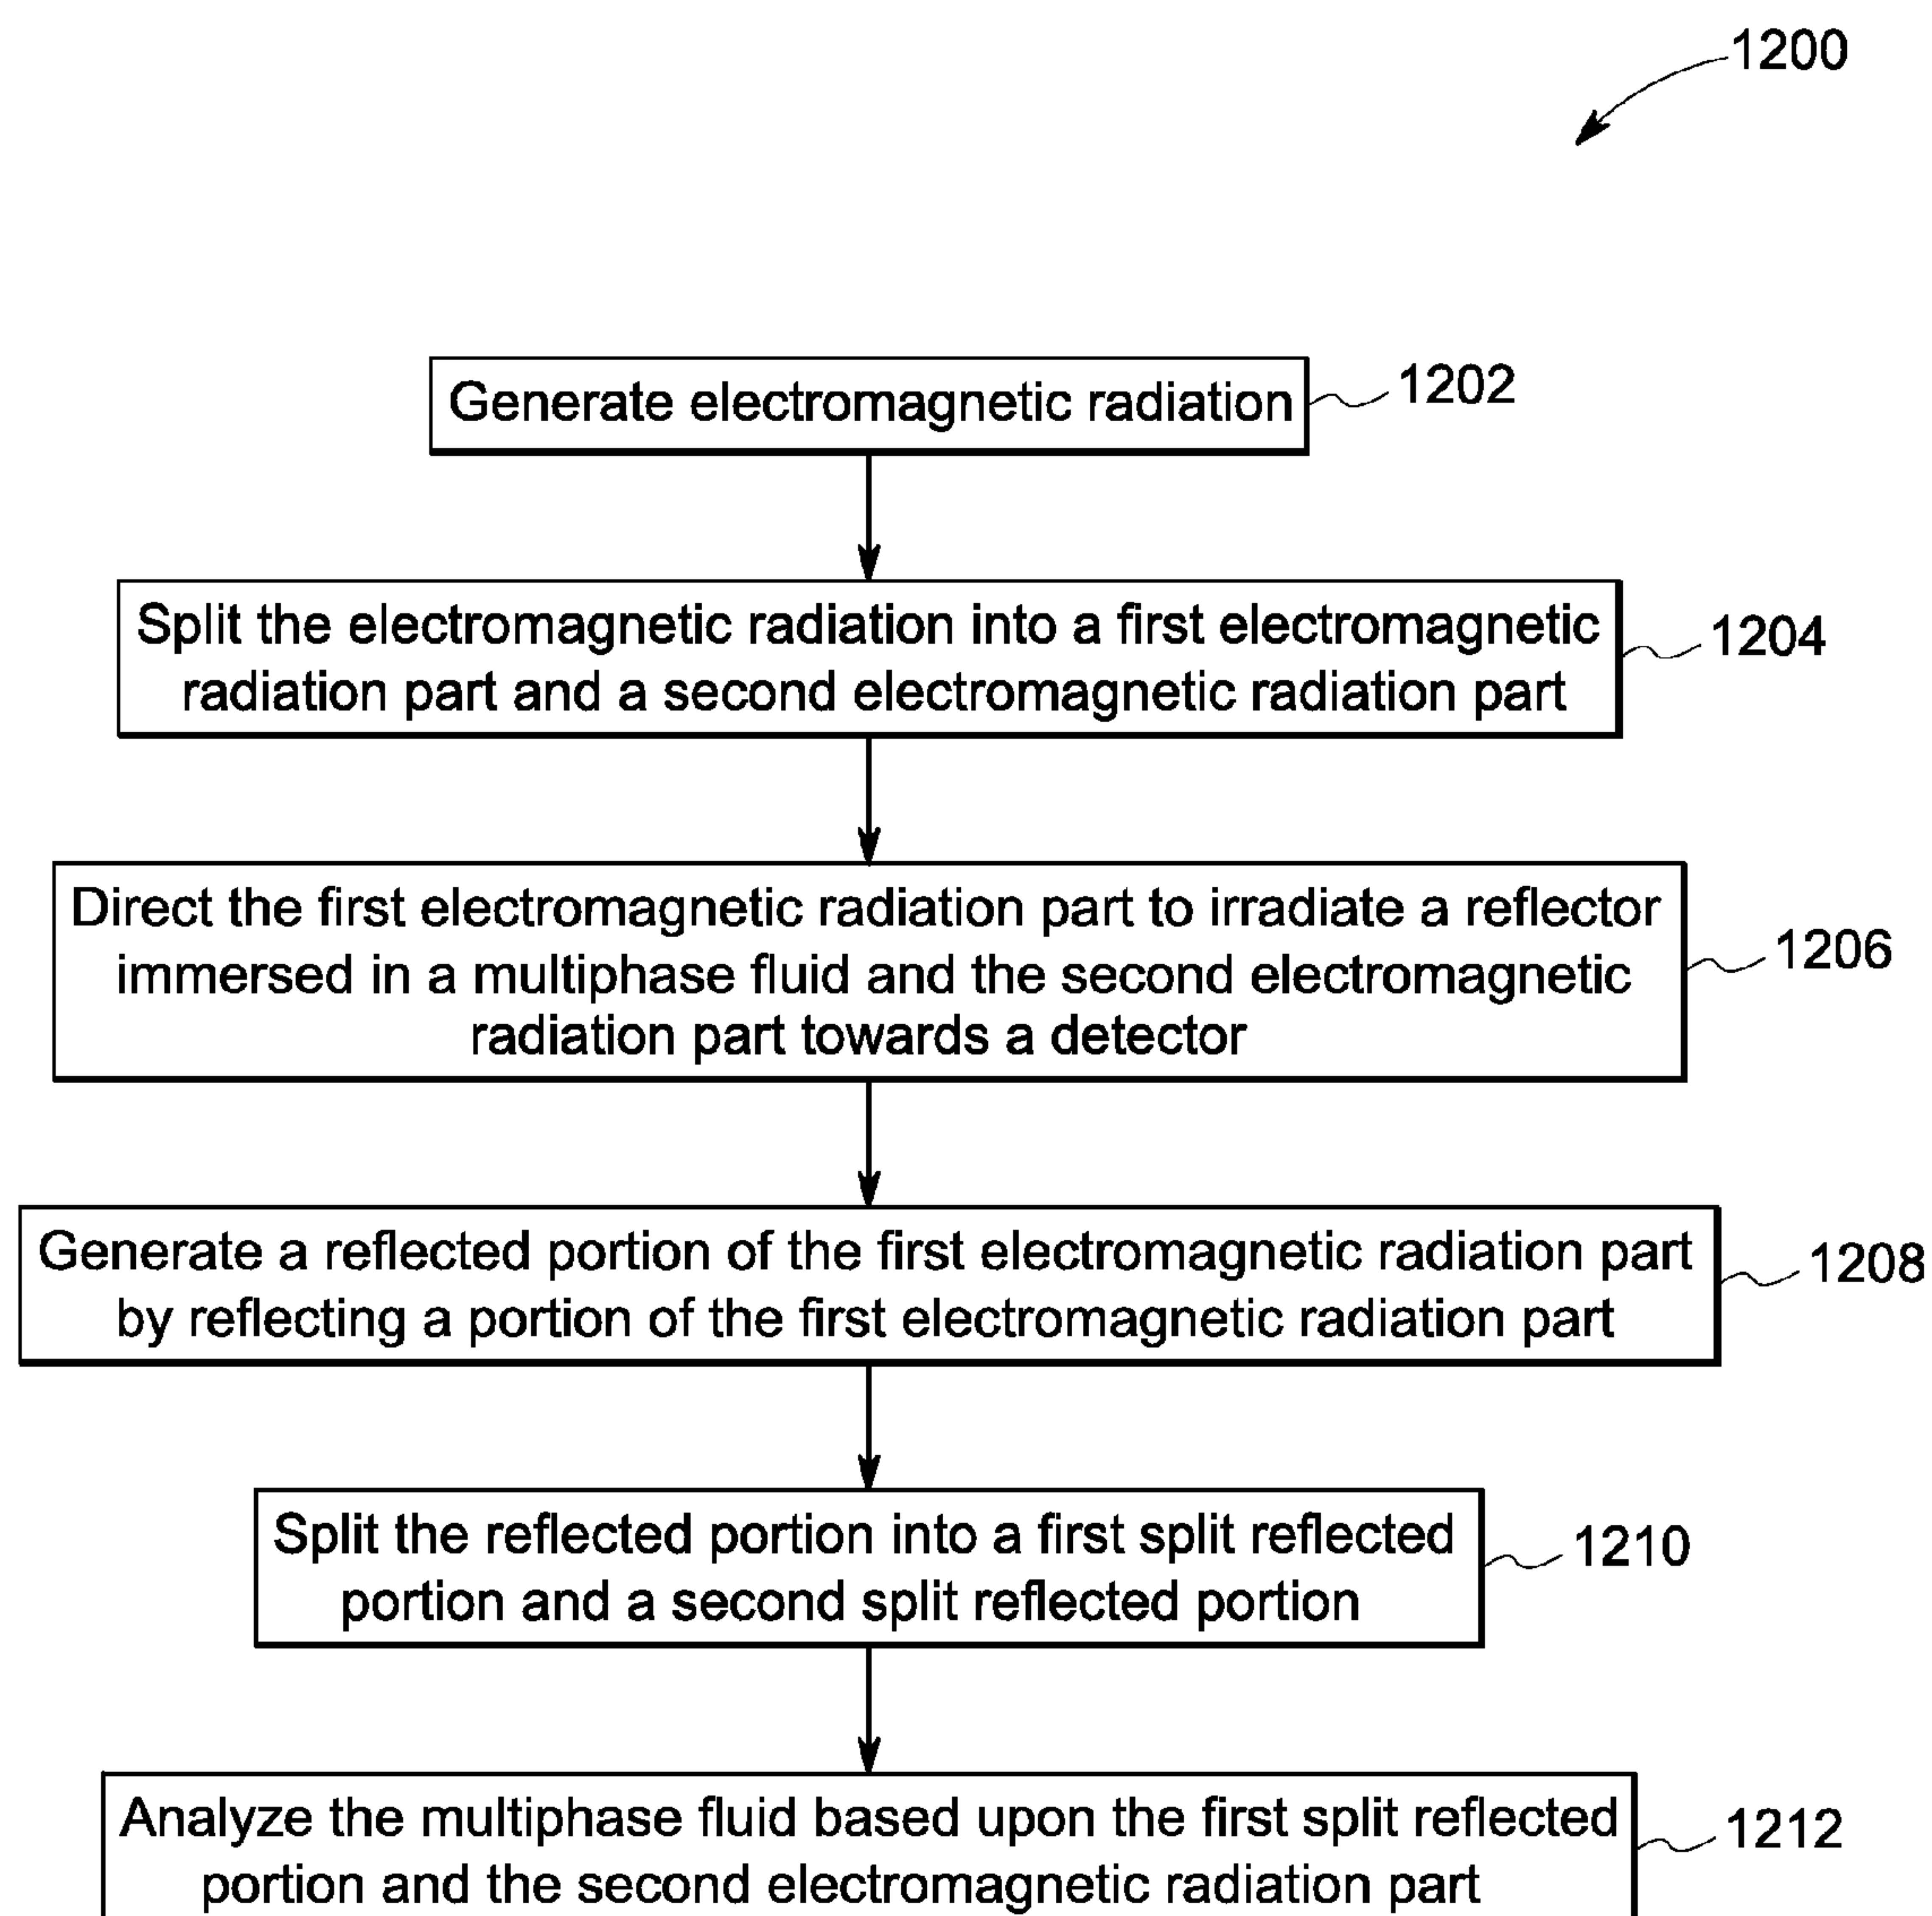 1200
Generate electromagnetic radiation
1202
Split the electromagnetic radiation into a first electromagnetic
radiation part and a second electromagnetic radiation part
1204
Direct the first electromagnetic radiation part to irradiate a reflector
immersed in a multiphase fluid and the second electromagnetic
radiation part towards a detector
1206
Generate a reflected portion of the first electromagnetic radiation part
by reflecting a portion of the first electromagnetic radiation part
1208
Split the reflected portion into a first split reflected
portion and a second split reflected portion
1210
Analyze the multiphase fluid based upon the first split reflected
portion and the second electromagnetic radiation part
1212